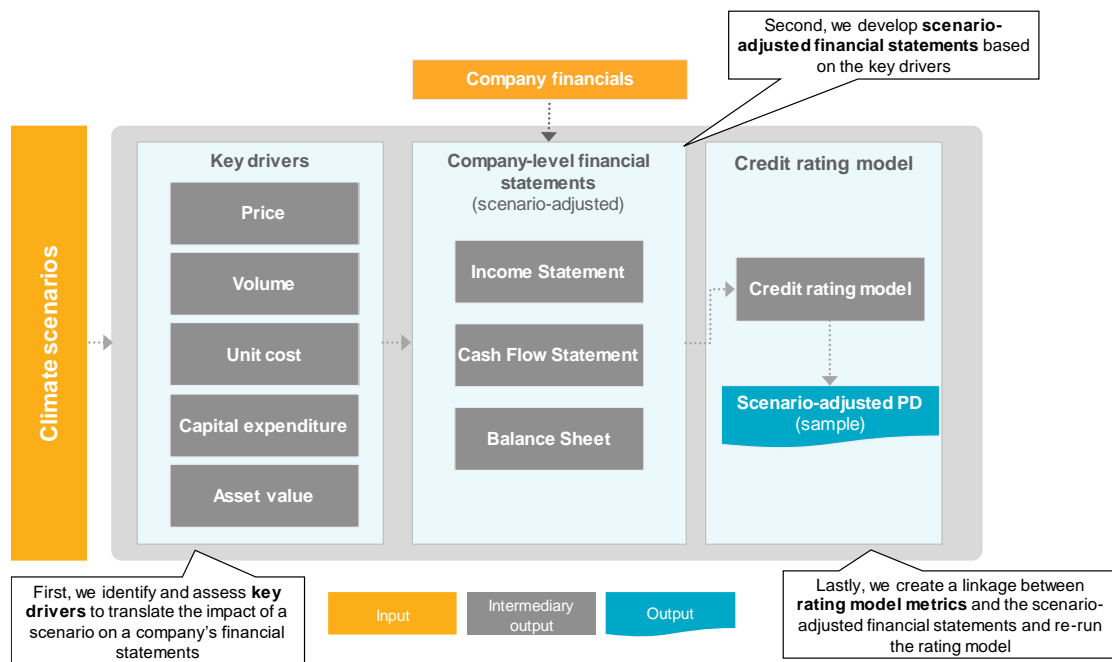 Second, we develop scenario-
adjusted financial statements based
on the key drivers
Company financials
Climate scenarios
Key drivers
Price
Volume
Unit cost
Capital expenditure
Asset value
Company-level financial
statements
(scenario-adjusted)
Income Statement
Cash Flow Statement
Balance Sheet
Credit rating model
Credit rating model
Scenario-adjusted PD
(sample)
First, we identify and assess key
drivers to translate the impact of a
scenario on a company's financial
statements
Input
Intermediary
output
Output
Lastly, we create a linkage between
rating model metrics and the scenario-
adjusted financial statements and re-run
the rating model